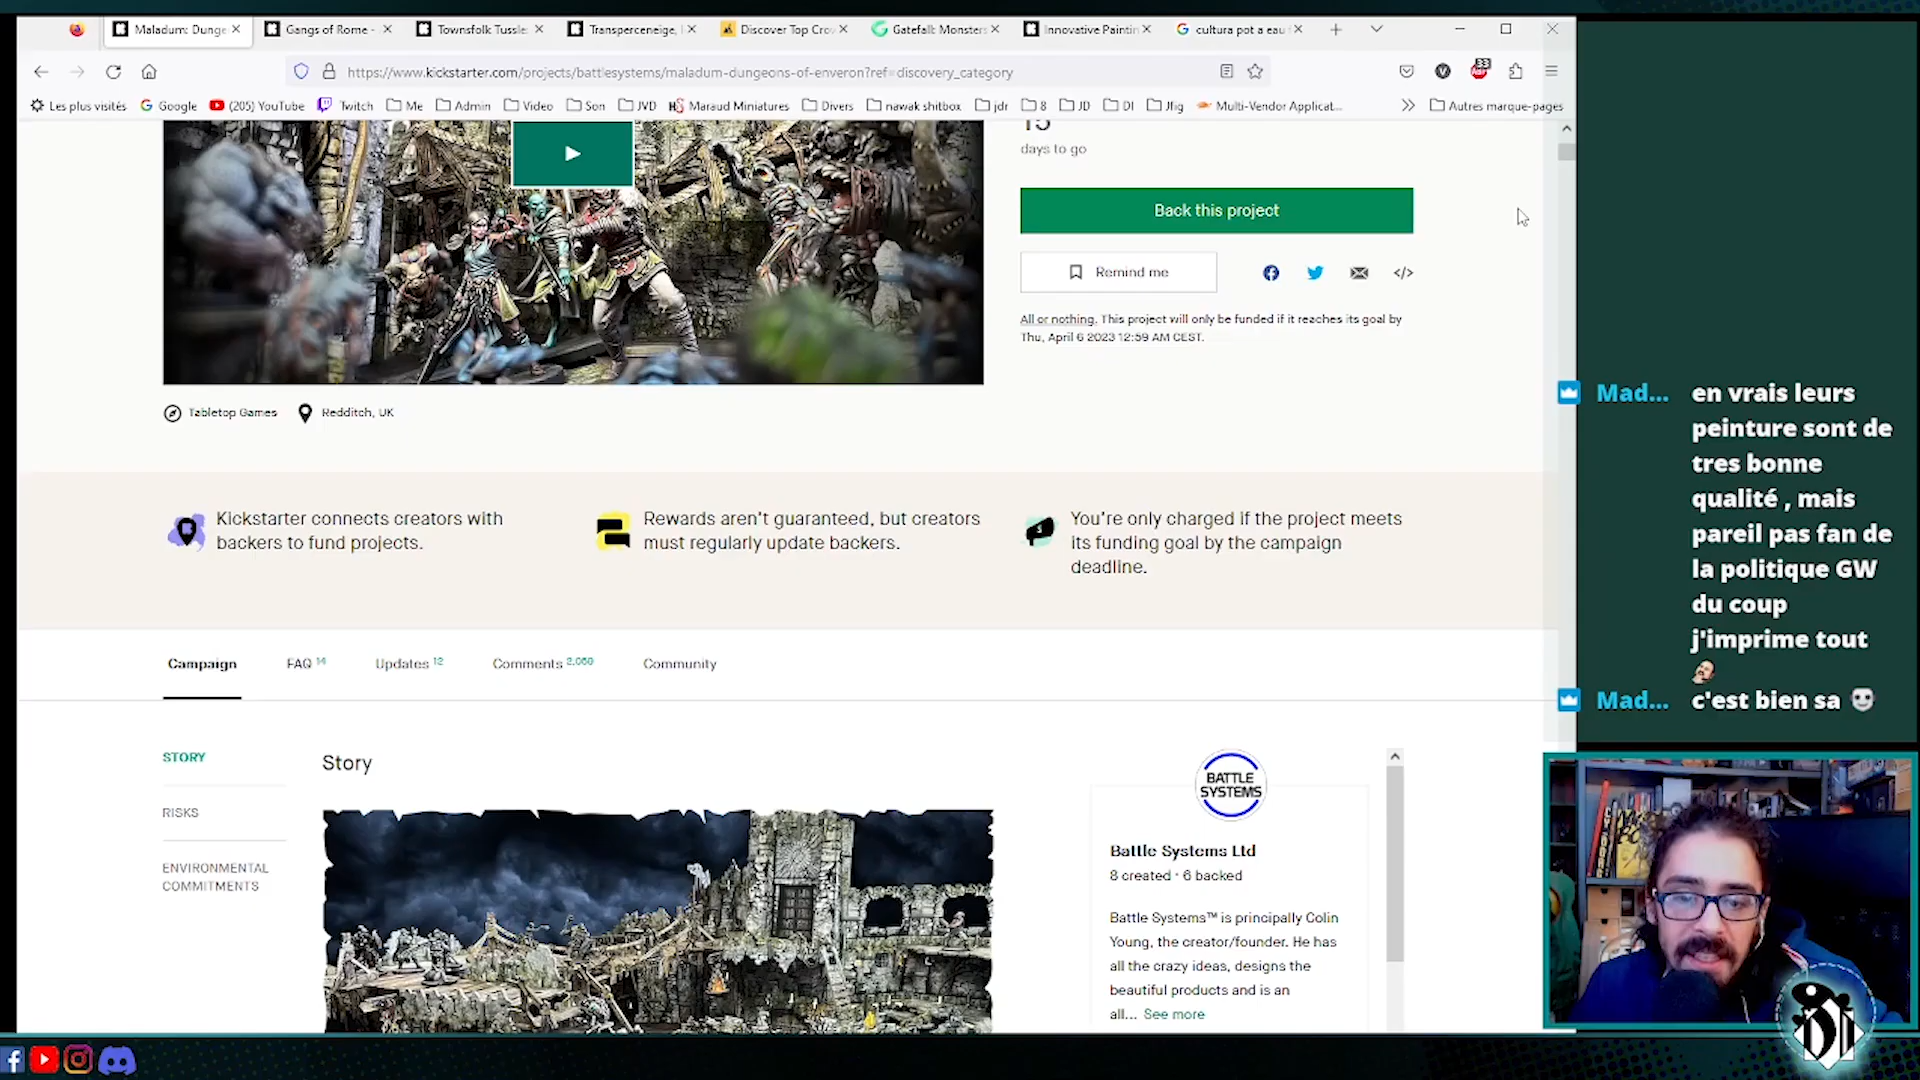 Maladum: Dunge
Gangs of Rome -
Townsfolk Tussle:
Transperceneige,
Discover Top Cro
Gatefall: Monsters
Innovative Paintin
cultura pot a eau
https://www.kickstarter.com/projects/battlesystems/maladum-dungeons-of-enveron?ref=discovery_category
33
Les plus visités
Google
(205) YouTube
Twitch
Me
Admin
Video
Son
JVD
Maraud Miniatures
Divers
nawak shitbox
jdr
8
JD
DI
Jfig
Multi-Vendor Applicat...
Autres marque-pages
15
days to go
Back this project
Remind me
All or nothing. This project will only be funded if it reaches its goal by
Thu, April 6 2023 12:59 AM CEST.
Tabletop Games
Redditch, UK
Kickstarter connects creators with
backers to fund projects.
Rewards aren't guaranteed, but creators
must regularly update backers.
You're only charged if the project meets
its funding goal by the campaign
deadline.
Campaign
FAQ 14
Updates 12
Comments 2,060
Community
STORY
RISKS
ENVIRONMENTAL
COMMITMENTS
Story
BATTLE
SYSTEMS
Battle Systems Ltd
8 created · 6 backed
Battle Systems™ is principally Colin
Young, the creator/founder. He has
all the crazy ideas, designs the
beautiful products and is an
all... See more
Mad... en vrais leurs
peinture sont de
tres bonne
qualité , mais
pareil pas fan de
la politique GW
du coup
j'imprime tout
Mad... c'est bien sa